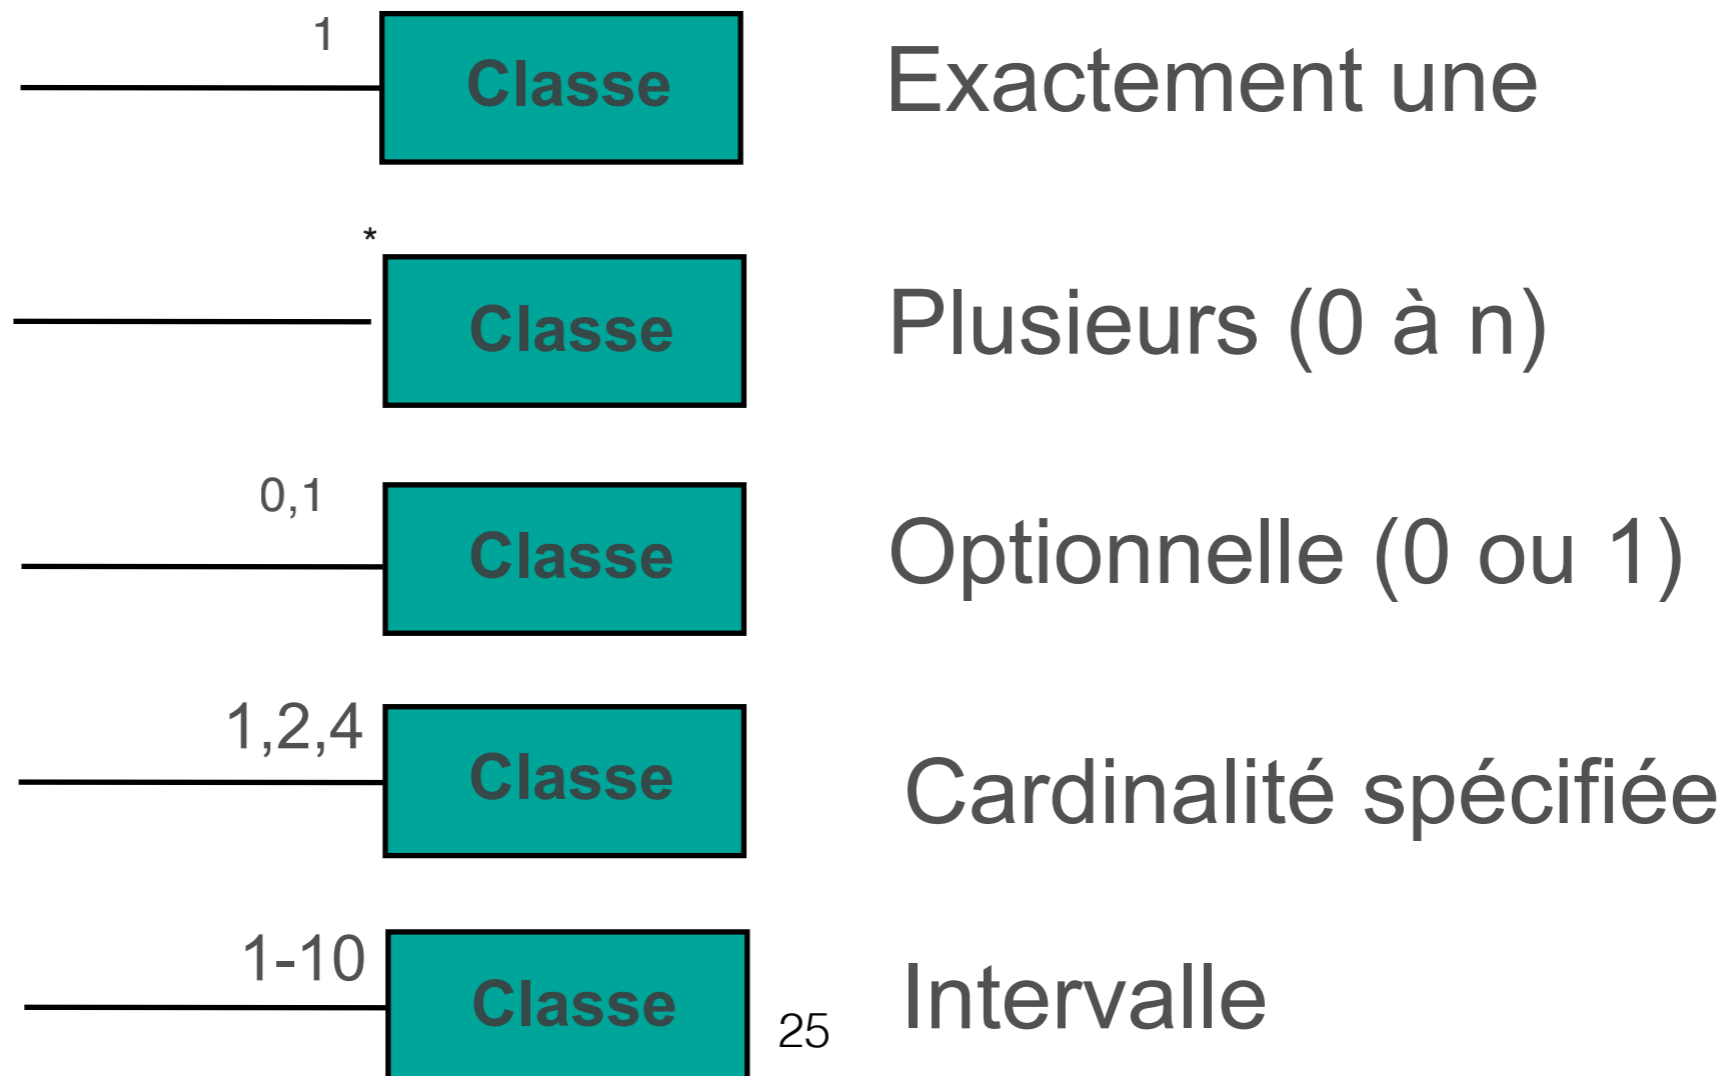 1
Classe Exactement une
*
Classe Plusieurs (0 à n)
0,1
Classe Optionnelle (0 ou 1)
1,2,4
Classe Cardinalité spécifiée
1-10
Classe Intervalle
25